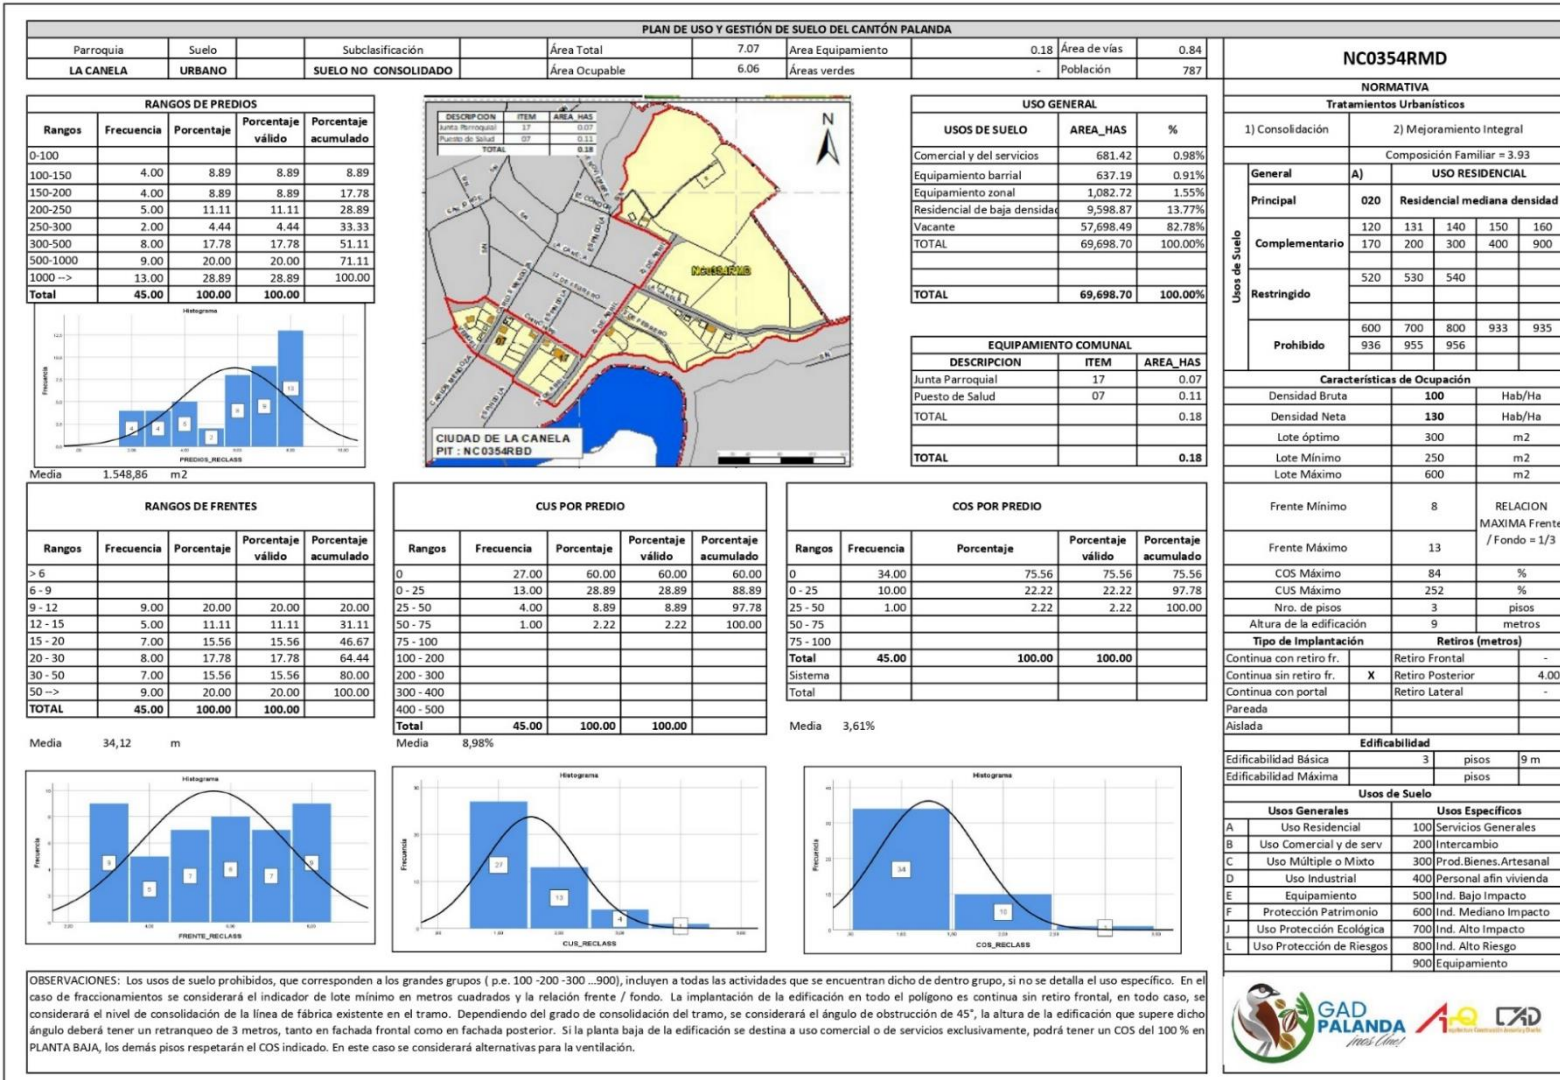 PLAN DE USO Y GESTIÓN DE SUELO DEL CANTÓN PALANDA
Parroquia Suelo Subclasificación Área Total 7.07 Area Equipamiento 0.18 Área de vías 0.84
LA CANELA URBANO SUELO NO CONSOLIDADO Área Ocupable 6.06 Áreas verdes - Población 787
NC0354RMD
RANGOS DE PREDIOS
Rangos Frecuencia Porcentaje Porcentaje válido Porcentaje acumulado
0-100
100-150 4.00 8.89 8.89 8.89
150-200 4.00 8.89 8.89 17.78
200-250 5.00 11.11 11.11 28.89
250-300 2.00 4.44 4.44 33.33
300-500 8.00 17.78 17.78 51.11
500-1000 9.00 20.00 20.00 71.11
1000 --> 13.00 28.89 28.89 100.00
Total 45.00 100.00 100.00
Histograma
Frecuencia
PREDIOS_RECLASS
Media 1.548,86 m2
DESCRIPCION ITEM AREA_HAS
Junta Parroquial 17 0.07
Puesto de Salud 07 0.11
TOTAL 0.18
N
NC0354RMD
CIUDAD DE LA CANELA
PIT : NC0354RBD
USO GENERAL
USOS DE SUELO AREA_HAS %
Comercial y del servicios 681.42 0.98%
Equipamiento barrial 637.19 0.91%
Equipamiento zonal 1,082.72 1.55%
Residencial de baja densidad 9,598.87 13.77%
Vacante 57,698.49 82.78%
TOTAL 69,698.70 100.00%
TOTAL 69,698.70 100.00%
EQUIPAMIENTO COMUNAL
DESCRIPCION ITEM AREA_HAS
Junta Parroquial 17 0.07
Puesto de Salud 07 0.11
TOTAL 0.18
TOTAL 0.18
RANGOS DE FRENTES
Rangos Frecuencia Porcentaje Porcentaje válido Porcentaje acumulado
> 6
6 - 9
9 - 12 9.00 20.00 20.00 20.00
12 - 15 5.00 11.11 11.11 31.11
15 - 20 7.00 15.56 15.56 46.67
20 - 30 8.00 17.78 17.78 64.44
30 - 50 7.00 15.56 15.56 80.00
50 --> 9.00 20.00 20.00 100.00
TOTAL 45.00 100.00 100.00
Media 34,12 m
CUS POR PREDIO
Rangos Frecuencia Porcentaje Porcentaje válido Porcentaje acumulado
0 27.00 60.00 60.00 60.00
0 - 25 13.00 28.89 28.89 88.89
25 - 50 4.00 8.89 8.89 97.78
50 - 75 1.00 2.22 2.22 100.00
75 - 100
100 - 200
200 - 300
300 - 400
400 - 500
Total 45.00 100.00 100.00
Media 8,98%
COS POR PREDIO
Rangos Frecuencia Porcentaje Porcentaje válido Porcentaje acumulado
0 34.00 75.56 75.56 75.56
0 - 25 10.00 22.22 22.22 97.78
25 - 50 1.00 2.22 2.22 100.00
50 - 75
75 - 100
Total 45.00 100.00 100.00
Sistema
Total
Media 3,61%
Histograma
Frecuencia
FRENTE_RECLASS
Histograma
Frecuencia
27
13
4
CUS_RECLASS
Histograma
Frecuencia
34
10
COS_RECLASS
NORMATIVA
Tratamientos Urbanísticos
1) Consolidación 2) Mejoramiento Integral
Composición Familiar = 3.93
Usos de Suelo
General A) USO RESIDENCIAL
Principal 020 Residencial mediana densidad
Complementario 120 131 140 150 160
170 200 300 400 900
Restringido 520 530 540
Prohibido 600 700 800 933 935
936 955 956
Características de Ocupación
Densidad Bruta 100 Hab/Ha
Densidad Neta 130 Hab/Ha
Lote óptimo 300 m2
Lote Mínimo 250 m2
Lote Máximo 600 m2
Frente Mínimo 8 RELACION MAXIMA Frente / Fondo = 1/3
Frente Máximo 13
COS Máximo 84 %
CUS Máximo 252 %
Nro. de pisos 3 pisos
Altura de la edificación 9 metros
Tipo de Implantación Retiros (metros)
Continua con retiro fr. Retiro Frontal -
Continua sin retiro fr. X Retiro Posterior 4.00
Continua con portal Retiro Lateral -
Pareada
Aislada
Edificabilidad
Edificabilidad Básica 3 pisos 9 m
Edificabilidad Máxima pisos
Usos de Suelo
Usos Generales Usos Específicos
A Uso Residencial 100 Servicios Generales
B Uso Comercial y de serv 200 Intercambio
C Uso Múltiple o Mixto 300 Prod.Bienes.Artesanal
D Uso Industrial 400 Personal afin vivienda
E Equipamiento 500 Ind. Bajo Impacto
F Protección Patrimonio 600 Ind. Mediano Impacto
J Uso Protección Ecológica 700 Ind. Alto Impacto
L Uso Protección de Riesgos 800 Ind. Alto Riesgo
900 Equipamiento
OBSERVACIONES: Los usos de suelo prohibidos, que corresponden a los grandes grupos ( p.e. 100 -200 -300 ...900), incluyen a todas las actividades que se encuentran dicho de dentro grupo, si no se detalla el uso específico. En el
caso de fraccionamientos se considerará el indicador de lote mínimo en metros cuadrados y la relación frente / fondo. La implantación de la edificación en todo el polígono es continua sin retiro frontal, en todo caso, se
considerará el nivel de consolidación de la línea de fábrica existente en el tramo. Dependiendo del grado de consolidación del tramo, se considerará el ángulo de obstrucción de 45°, la altura de la edificación que supere dicho
ángulo deberá tener un retranqueo de 3 metros, tanto en fachada frontal como en fachada posterior. Si la planta baja de la edificación se destina a uso comercial o de servicios exclusivamente, podrá tener un COS del 100 % en
PLANTA BAJA, los demás pisos respetarán el COS indicado. En este caso se considerará alternativas para la ventilación.
GAD
PALANDA